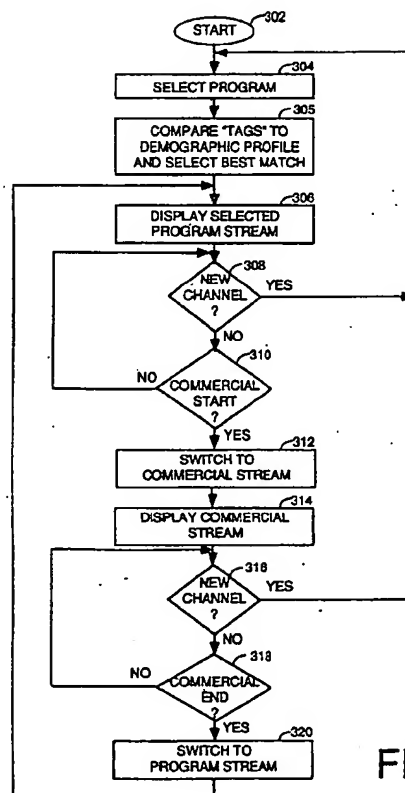 302
START
304
SELECT PROGRAM
305
COMPARE "TAGS" TO
DEMOGRAPHIC PROFILE
AND SELECT BEST MATCH
306
DISPLAY SELECTED
PROGRAM STREAM
308
NEW
CHANNEL
?
YES
NO
310
COMMERCIAL
START
?
NO
YES
312
SWITCH TO
COMMERCIAL STREAM
314
DISPLAY COMMERCIAL
STREAM
316
NEW
CHANNEL
?
YES
NO
318
COMMERCIAL
END
?
NO
YES
320
SWITCH TO
PROGRAM STREAM